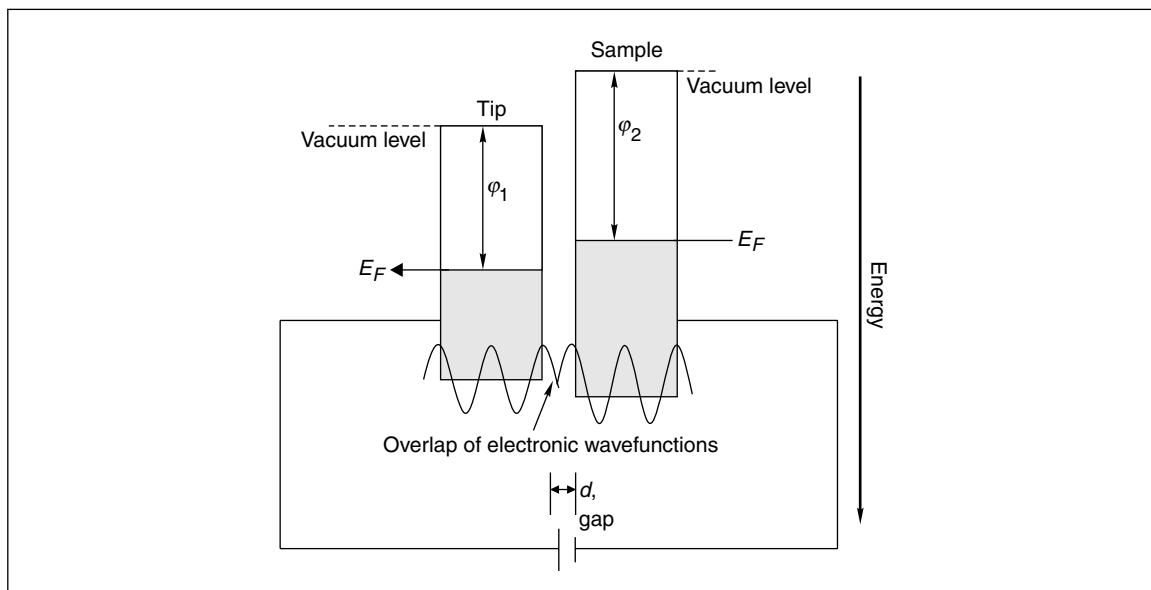 Sample
Vacuum level
Tip
Vacuum level
φ2
φ1
EF
EF
Energy
Overlap of electronic wavefunctions
d,
gap